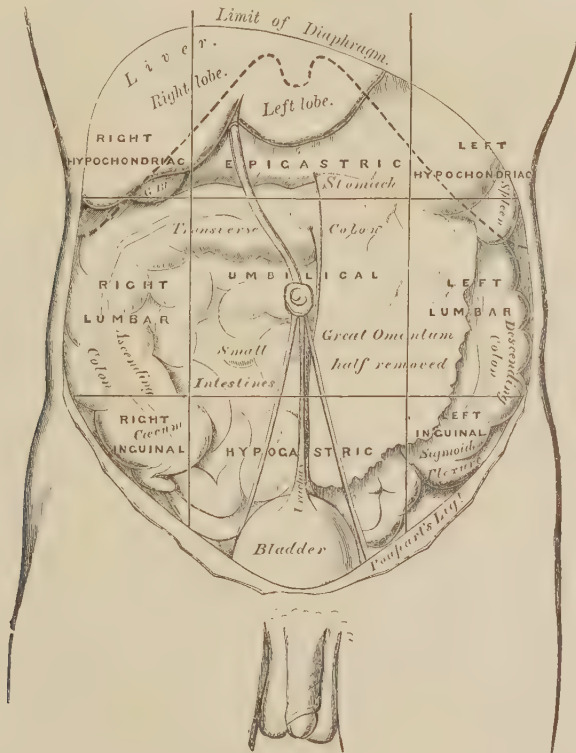 Limit of Diaphragm.
Liver.
Right lobe.
Left lobe.
RIGHT
HYPOCHONDRIAC
EPIGASTRIC
LEFT
HYPOCHONDRIAC
Stomach
Spleen
Transverse Colon
UMBILICAL
RIGHT
LUMBAR
LEFT
LUMBAR
Ascending
Colon
Small
Intestines
Great Omentum
half removed
Descending
Colon
RIGHT
Cæcum
INGUINAL
HYPOGASTRIC
LEFT
INGUINAL
Sigmoid
Flexure
Urachus
Bladder
Poupart's Ligt.